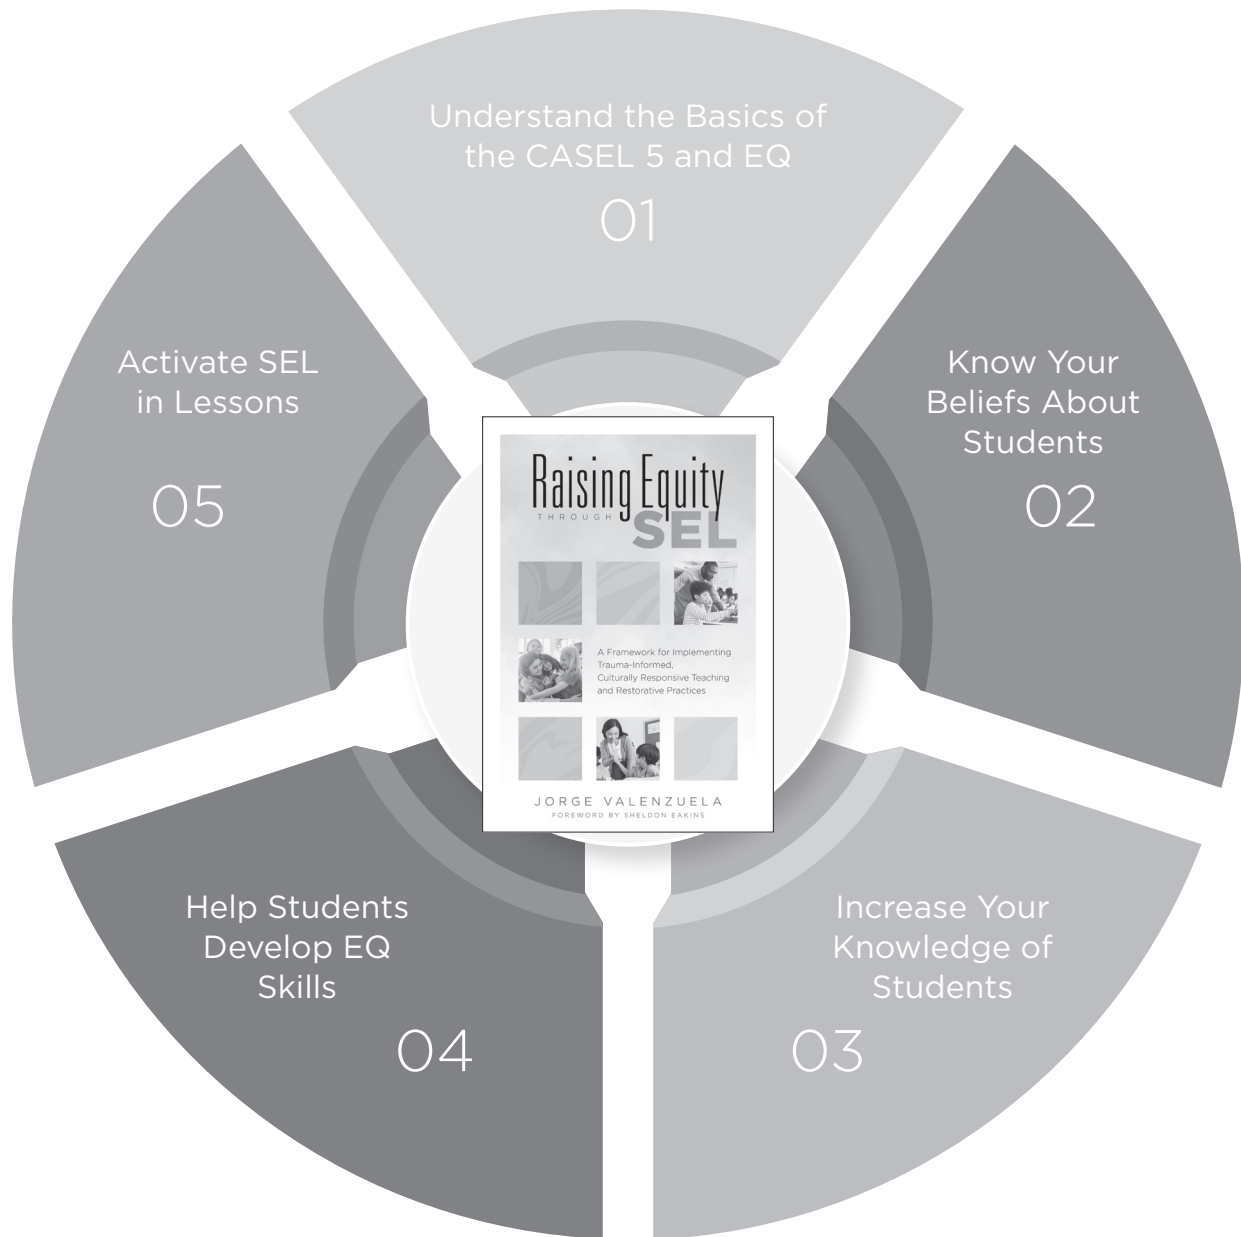 Understand the Basics of
the CASEL 5 and EQ
01
Know Your
Beliefs About
Students
02
Increase Your
Knowledge of
Students
03
Help Students
Develop EQ
Skills
04
Activate SEL
in Lessons
05
Raising Equity
THROUGH
SEL
A Framework for Implementing
Trauma-Informed,
Culturally Responsive Teaching
and Restorative Practices
JORGE VALENZUELA
FOREWORD BY SHELDON EAKINS